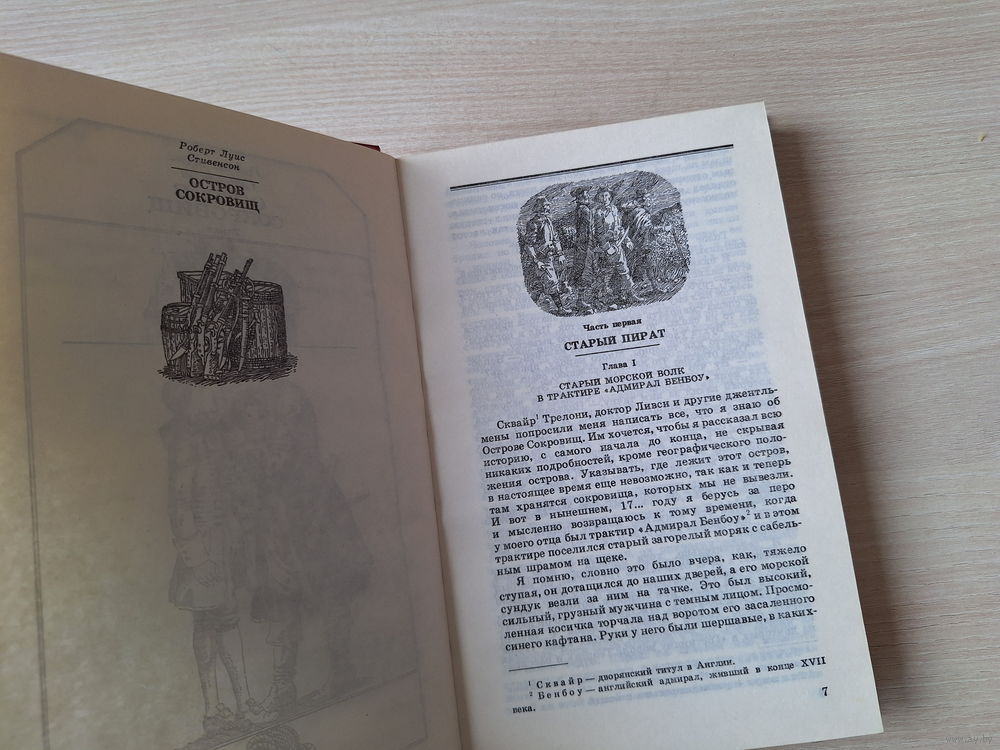 Роберт Луис
Стивенсон
ОСТРОВ
СОКРОВИЩ
Часть первая
СТАРЫЙ ПИРАТ
Глава I
СТАРЫЙ МОРСКОЙ ВОЛК
В ТРАКТИРЕ «АДМИРАЛ БЕНБОУ»
Сквайр¹ Трелони, доктор Ливси и другие джентль-
мены попросили меня написать все, что я знаю об
Острове Сокровищ. Им хочется, чтобы я рассказал всю
историю, с самого начала до конца, не скрывая
никаких подробностей, кроме географического поло-
жения острова. Указывать, где лежит этот остров,
в настоящее время еще невозможно, так как и теперь
там хранятся сокровища, которых мы не вывезли.
И вот в нынешнем, 17... году я берусь за перо
и мысленно возвращаюсь к тому времени, когда
у моего отца был трактир «Адмирал Бенбоу»² и в этом
трактире поселился старый загорелый моряк с сабель-
ным шрамом на щеке.
Я помню, словно это было вчера, как, тяжело
ступая, он дотащился до наших дверей, а его морской
сундук везли за ним на тачке. Это был высокий,
сильный, грузный мужчина с темным лицом. Просмо-
ленная косичка торчала над воротом его засаленного
синего кафтана. Руки у него были шершавые, в каких-
¹ Сквайр — дворянский титул в Англии.
² Бенбоу — английский адмирал, живший в конце XVII
века.
7
www.ay.by